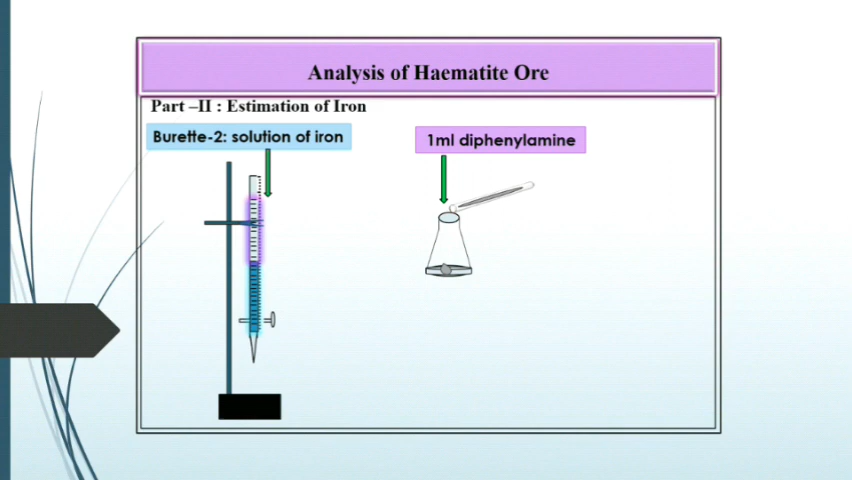 Analysis of Haematite Ore
Part –II : Estimation of Iron
Burette-2: solution of iron
1ml diphenylamine